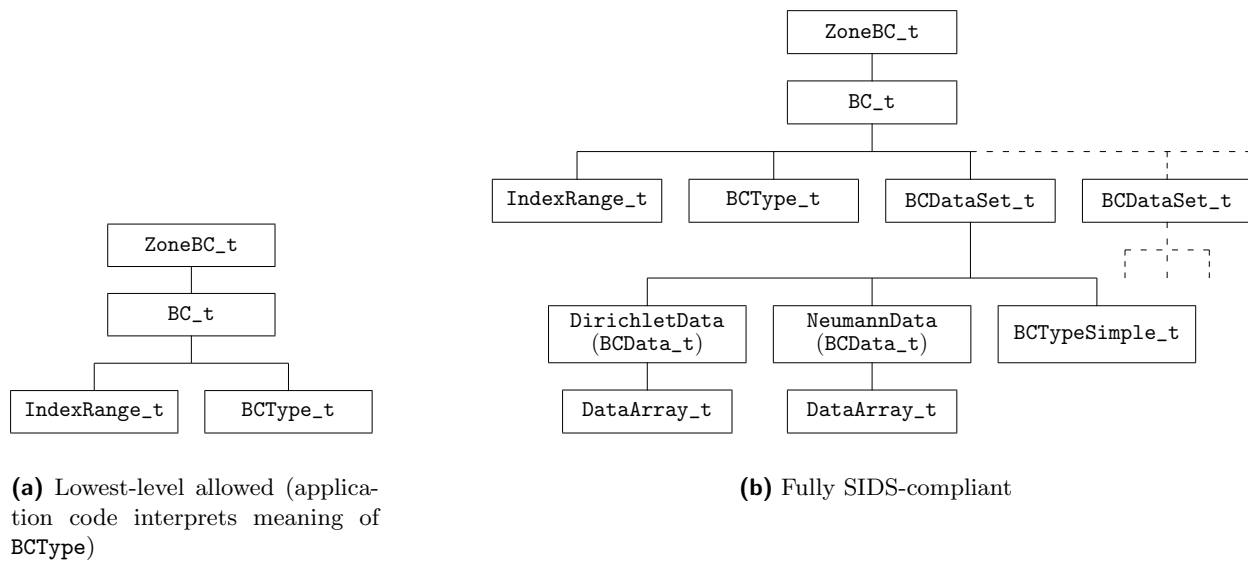 ZoneBC_t
BC_t
IndexRange_t
BCType_t
(a) Lowest-level allowed (applica-
tion code interprets meaning of
BCType)
ZoneBC_t
BC_t
IndexRange_t
BCType_t
BCDataSet_t
BCDataSet_t
DirichletData
(BCData_t)
NeumannData
(BCData_t)
BCTypeSimple_t
DataArray_t
DataArray_t
(b) Fully SIDS-compliant